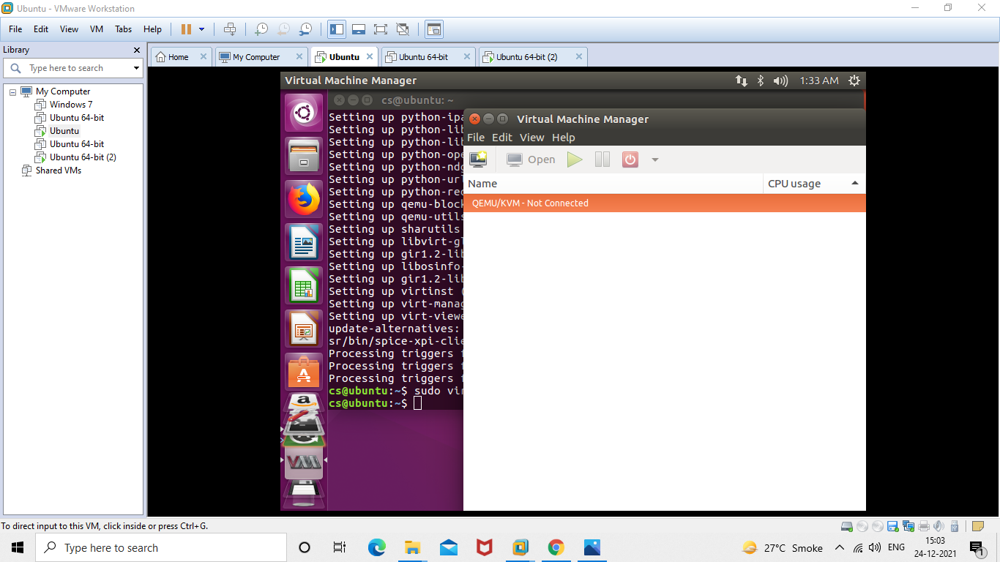 Ubuntu - VMware Workstation
File Edit View VM Tabs Help
Library
Type here to search
My Computer
Windows 7
Ubuntu 64-bit
Ubuntu
Ubuntu 64-bit
Ubuntu 64-bit (2)
Shared VMs
Home
My Computer
Ubuntu
Ubuntu 64-bit
Ubuntu 64-bit (2)
Virtual Machine Manager
1:33 AM
cs@ubuntu: ~
Setting up python-ipa
Setting up python-lib
Setting up python-lib
Setting up python-ope
Setting up python-ndg
Setting up python-url
Setting up python-req
Setting up qemu-block
Setting up qemu-utils
Setting up sharutils
Setting up libvirt-gl
Setting up gir1.2-lib
Setting up libosinfo-
Setting up gir1.2-lib
Setting up virtinst (
Setting up virt-manag
Setting up virt-viewe
update-alternatives:
sr/bin/spice-xpi-clie
Processing triggers f
Processing triggers f
Processing triggers f
cs@ubuntu:~$ sudo vir
cs@ubuntu:~$
Virtual Machine Manager
File Edit View Help
Open
Name CPU usage
QEMU/KVM - Not Connected
To direct input to this VM, click inside or press Ctrl+G.
Type here to search
27°C Smoke
ENG
15:03
24-12-2021
1